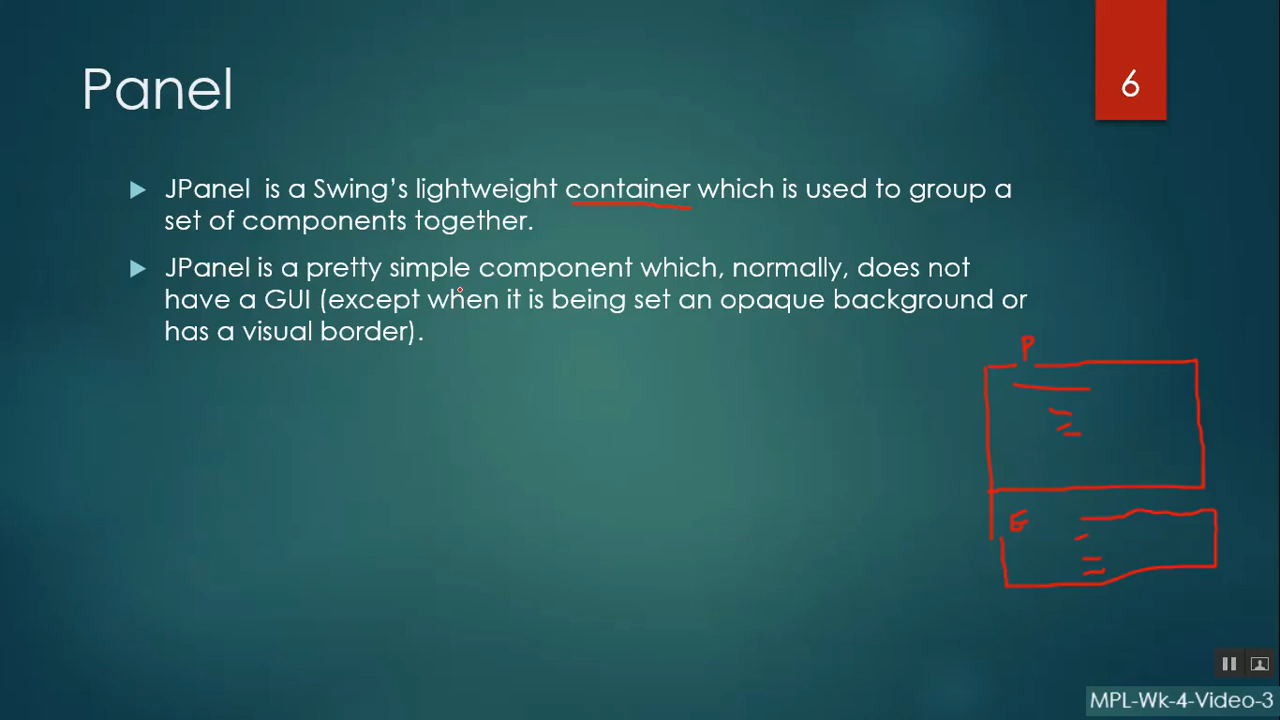 Panel
6
JPanel is a Swing's lightweight container which is used to group a
set of components together.
JPanel is a pretty simple component which, normally, does not
have a GUI (except when it is being set an opaque background or
has a visual border).
P
E
MPL-Wk-4-Video-3